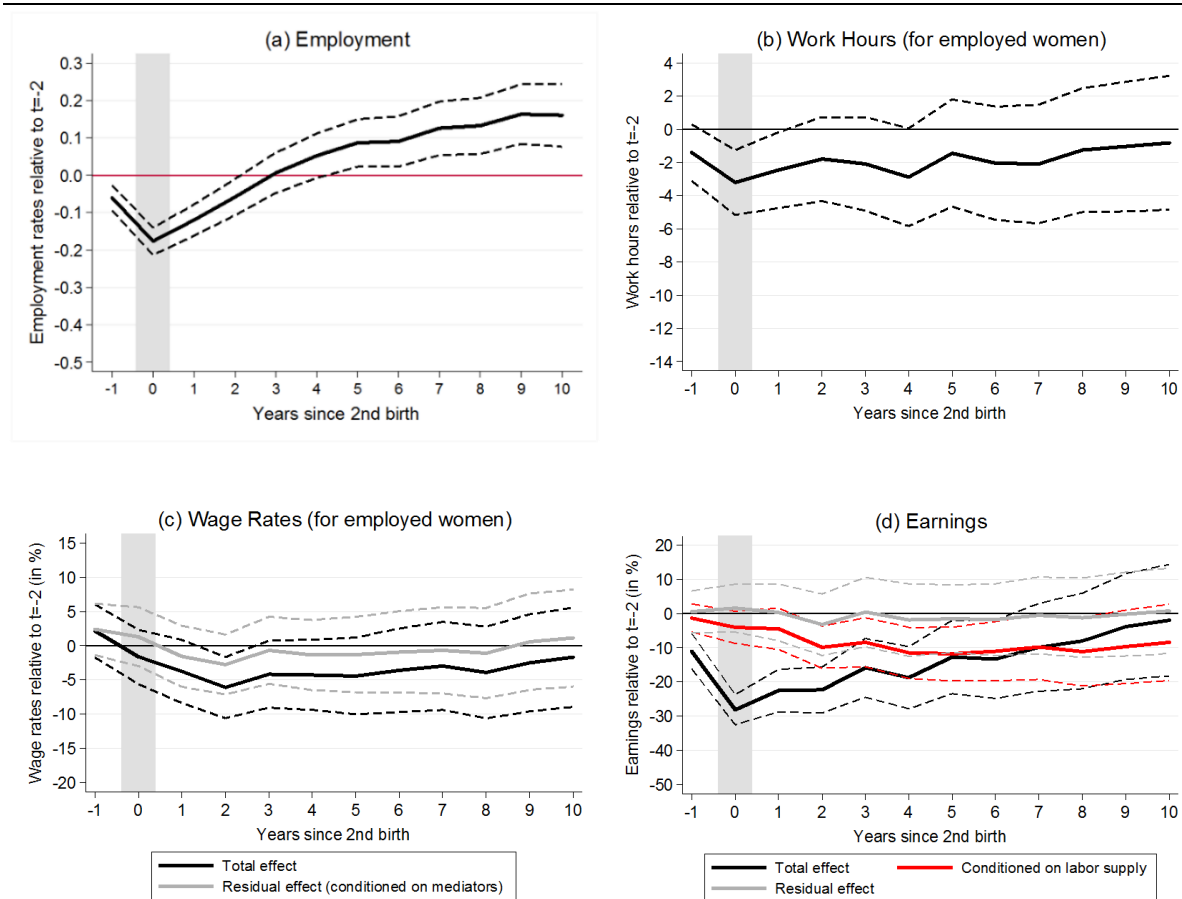 (a) Employment
Employment rates relative to t=-2
0.3
0.2
0.1
0.0
-0.1
-0.2
-0.3
-0.4
-0.5
-1 0 1 2 3 4 5 6 7 8 9 10
Years since 2nd birth
(b) Work Hours (for employed women)
Work hours relative to t=-2
4
2
0
-2
-4
-6
-8
-10
-12
-14
-1 0 1 2 3 4 5 6 7 8 9 10
Years since 2nd birth
(c) Wage Rates (for employed women)
Wage rates relative to t=-2 (in %)
15
10
5
0
-5
-10
-15
-20
-1 0 1 2 3 4 5 6 7 8 9 10
Years since 2nd birth
Total effect
Residual effect (conditioned on mediators)
(d) Earnings
Earnings relative to t=-2 (in %)
20
10
0
-10
-20
-30
-40
-50
-1 0 1 2 3 4 5 6 7 8 9 10
Years since 2nd birth
Total effect
Conditioned on labor supply
Residual effect